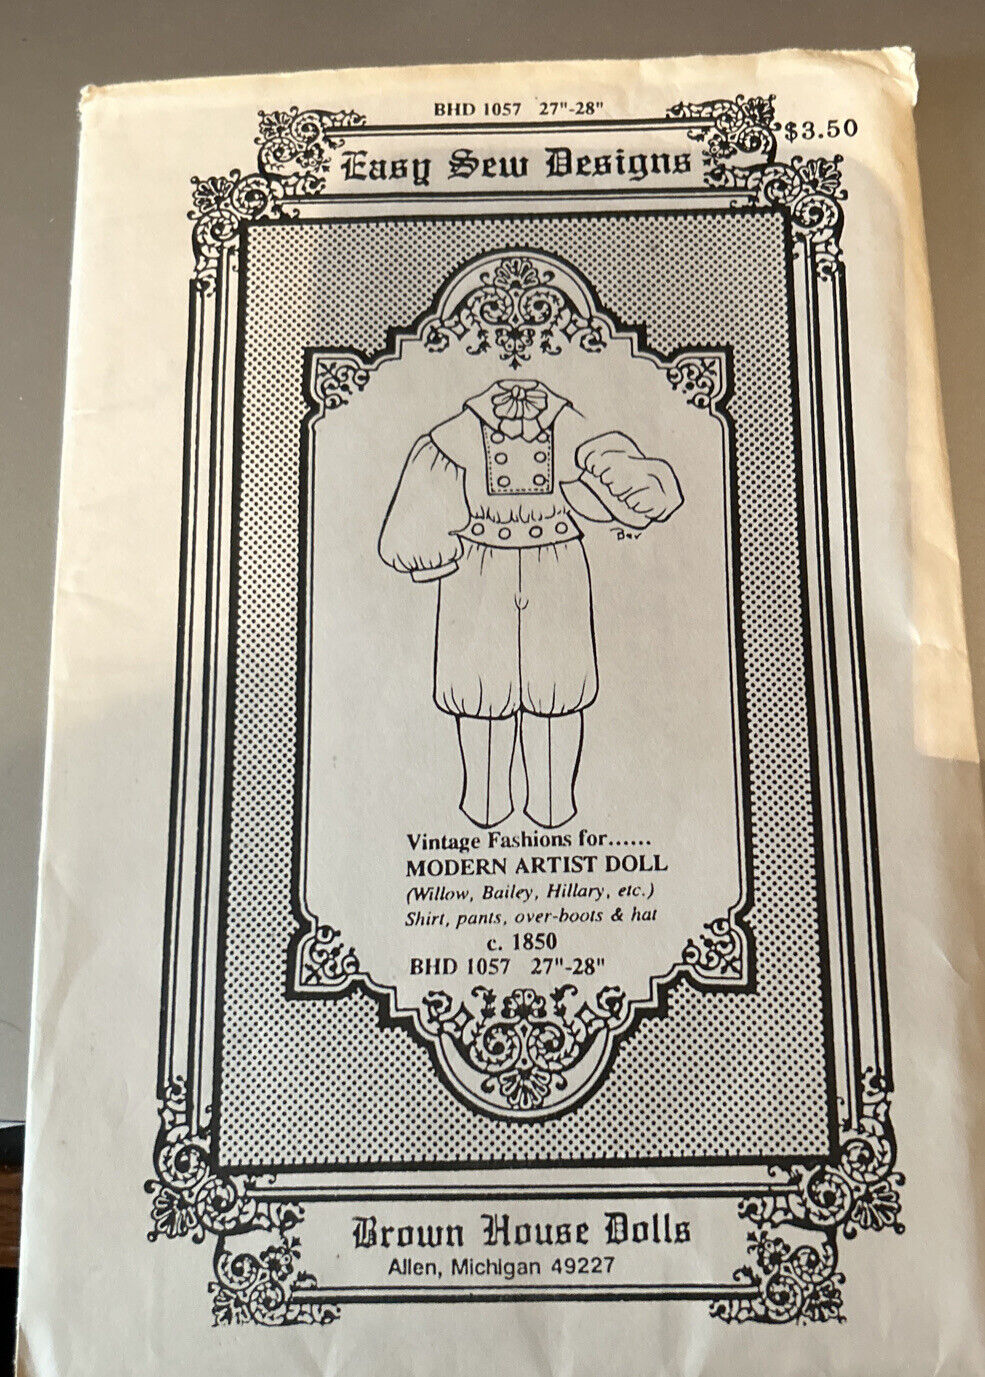 BHD 1057 27"-28"
$3.50
Easy Sew Designs
Bev
Vintage Fashions for......
MODERN ARTIST DOLL
(Willow, Bailey, Hillary, etc.)
Shirt, pants, over-boots & hat
c. 1850
BHD 1057 27"-28"
Brown House Dolls
Allen, Michigan 49227